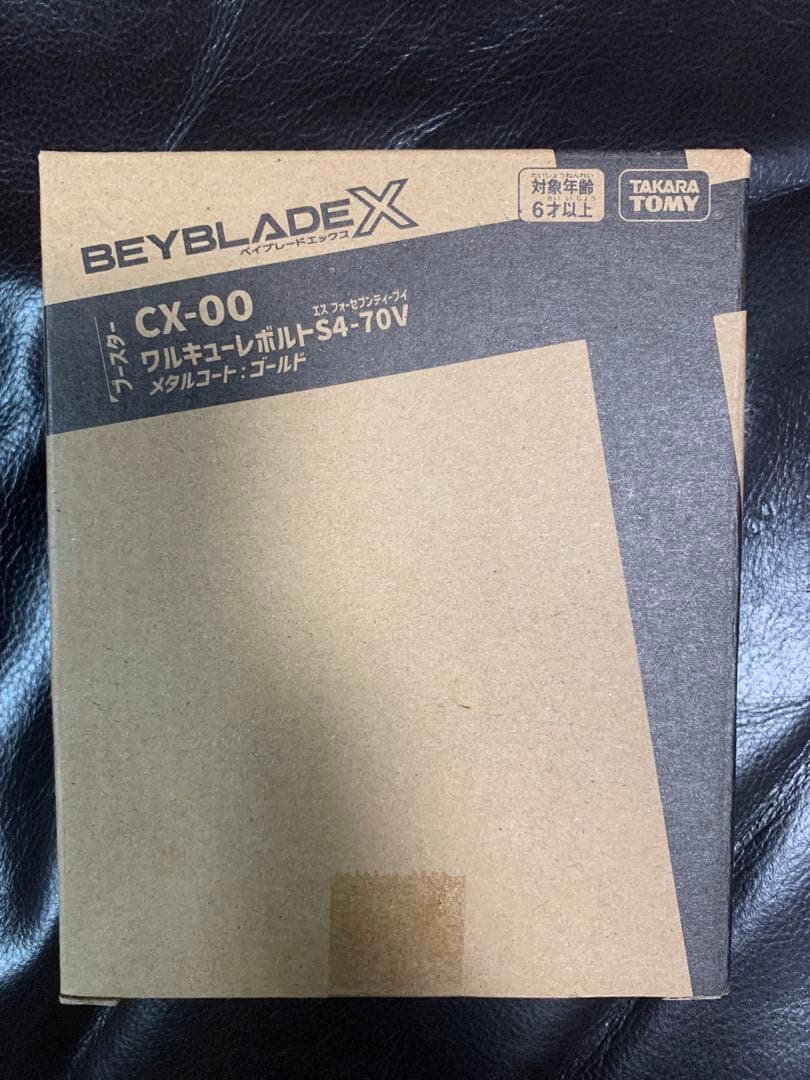 BEYBLADE X
ベイブレードエックス
たいしょうねんれい
対象年齢
さい いじょう
6才以上
TAKARA
TOMY
®
ブースター
CX-00
エス フォーセブンティーブイ
ワルキューレボルトS4-70V
メタルコート:ゴールド